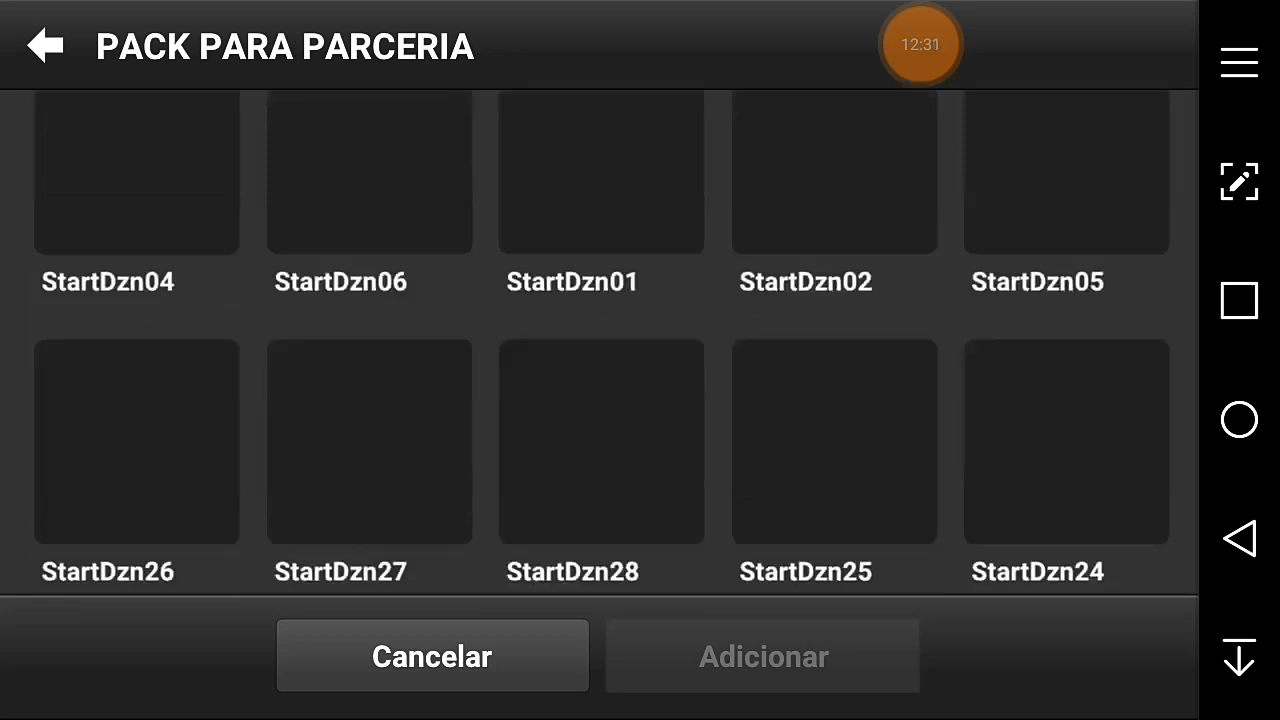 PACK PARA PARCERIA
12:31
StartDzn04 StartDzn06 StartDzn01 StartDzn02 StartDzn05
StartDzn26 StartDzn27 StartDzn28 StartDzn25 StartDzn24
Cancelar Adicionar